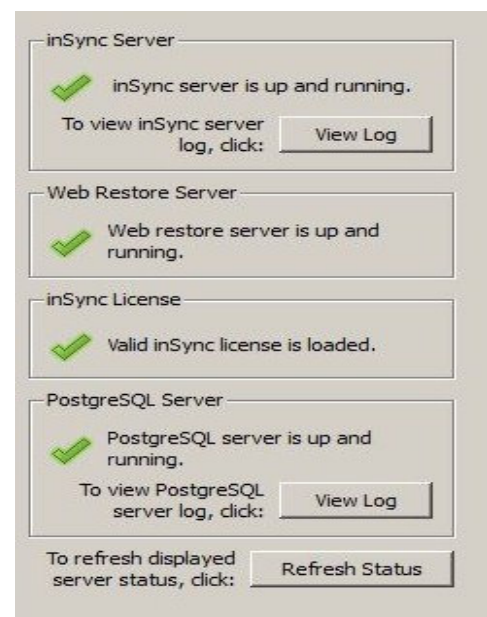 inSync Server
inSync server is up and running.
To view inSync server
log, click:
View Log
Web Restore Server
Web restore server is up and
running.
inSync License
Valid inSync license is loaded.
PostgreSQL Server
PostgreSQL server is up and
running.
To view PostgreSQL
server log, click:
View Log
To refresh displayed
server status, click:
Refresh Status